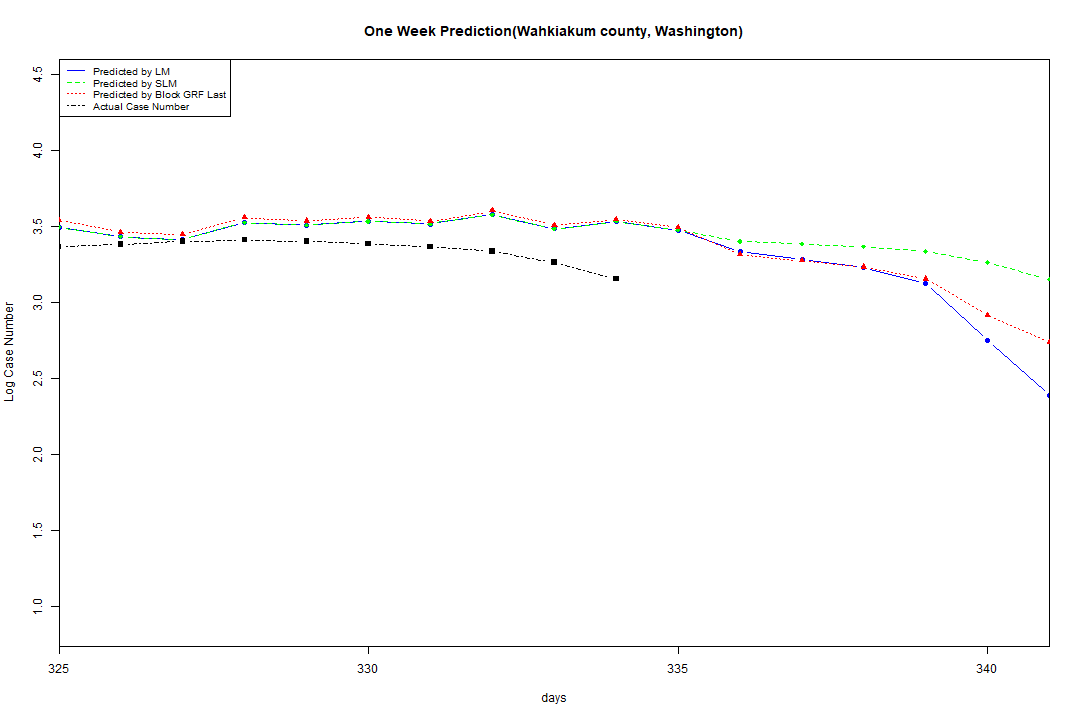 One Week Prediction(Wahkiakum county, Washington)
Predicted by LM
Predicted by SLM
Predicted by Block GRF Last
Actual Case Number
4.5
4.0
3.5
3.0
2.5
2.0
1.5
1.0
Log Case Number
325
330
335
340
days